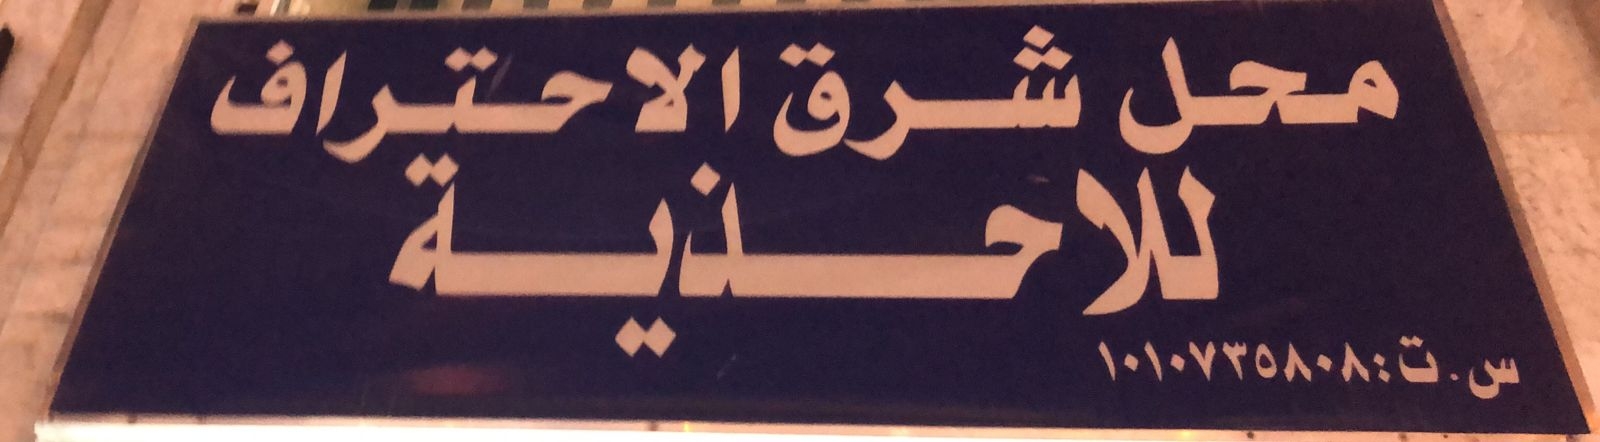 محل شرق الاحتراف
للاحذية
س.ت: ١٠١٠٧٣٥٨٠٨